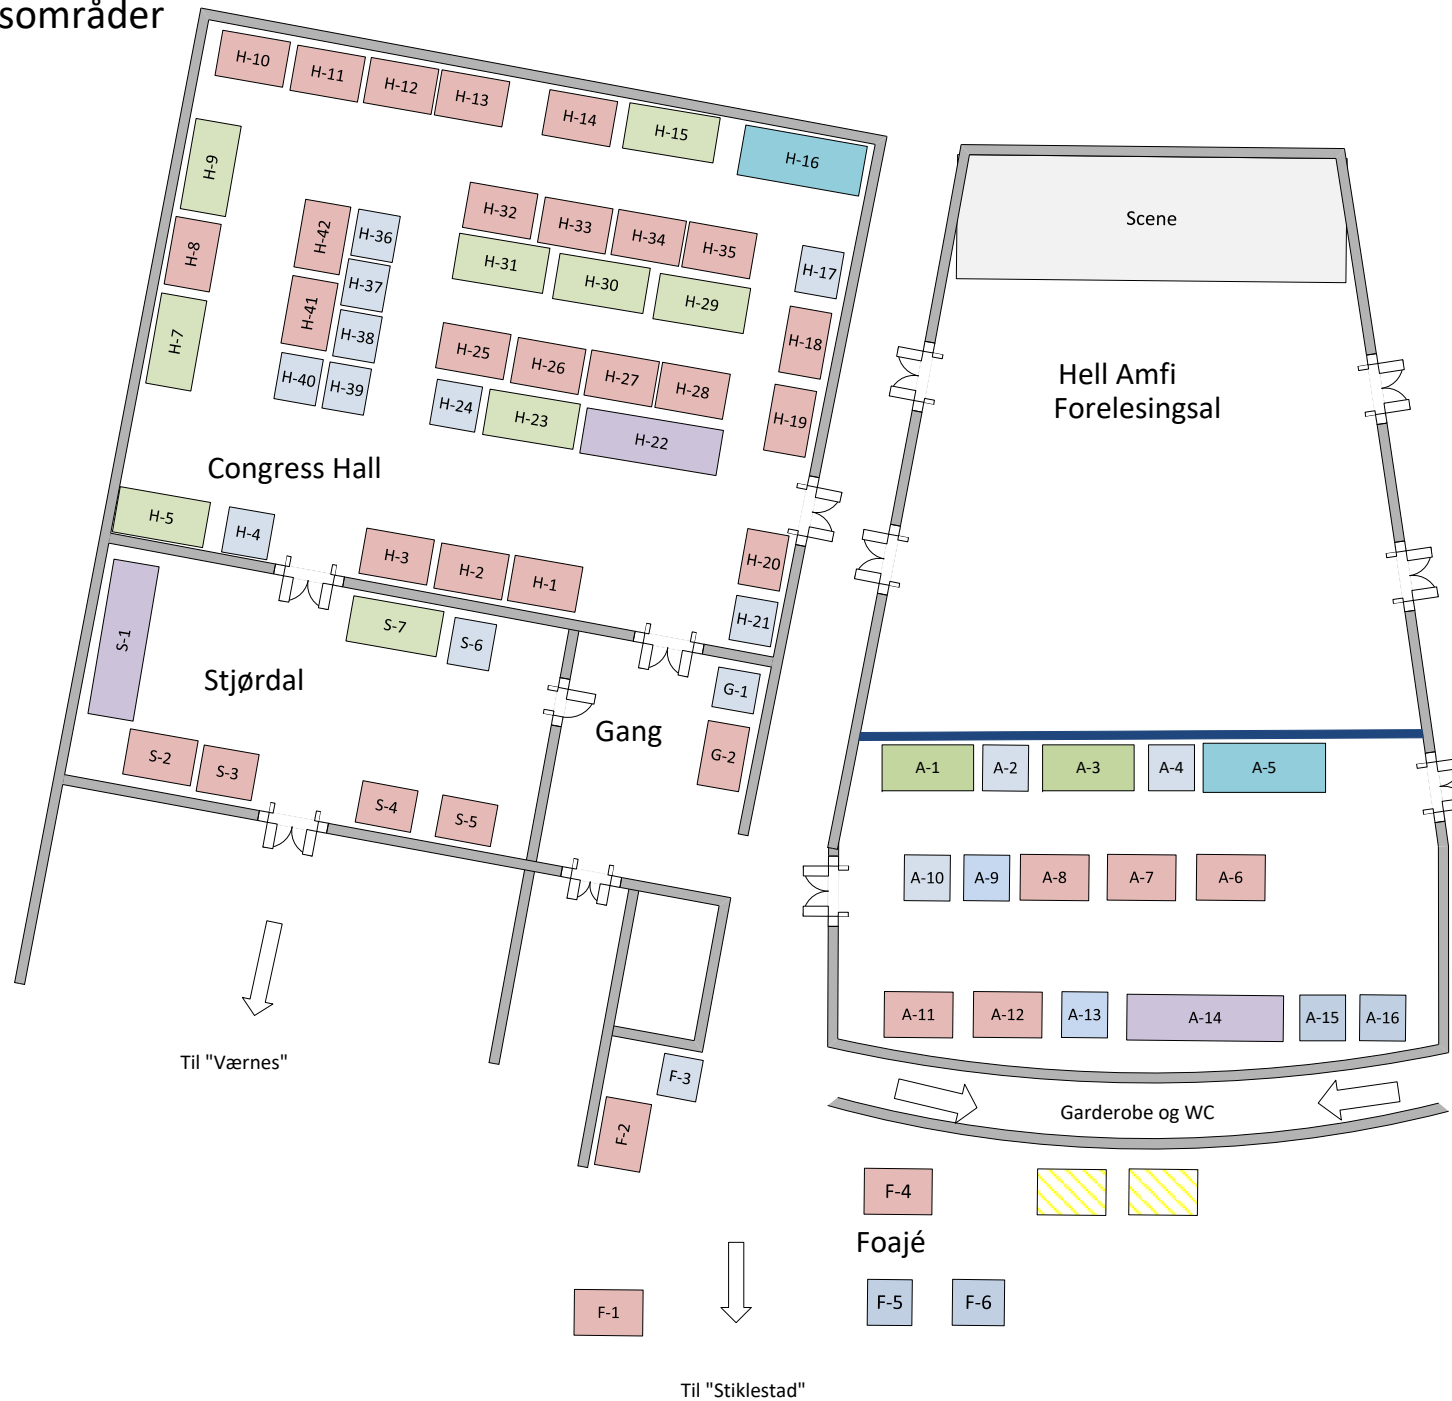 sområder
H-10
H-11
H-12
H-13
H-14
H-15
H-16
H-9
H-8
H-7
H-42
H-36
H-37
H-41
H-38
H-40
H-39
H-32
H-33
H-34
H-35
H-31
H-30
H-29
H-17
H-18
H-19
H-25
H-26
H-27
H-28
H-24
H-23
H-22
Congress Hall
H-5
H-4
H-3
H-2
H-1
H-20
H-21
S-1
S-7
S-6
Stjørdal
S-2
S-3
S-4
S-5
Gang
G-1
G-2
Scene
Hell Amfi
Forelesingsal
A-1
A-2
A-3
A-4
A-5
A-10
A-9
A-8
A-7
A-6
A-11
A-12
A-13
A-14
A-15
A-16
Til "Værnes"
F-3
F-2
Garderobe og WC
F-4
Foajé
F-1
F-5
F-6
Til "Stiklestad"